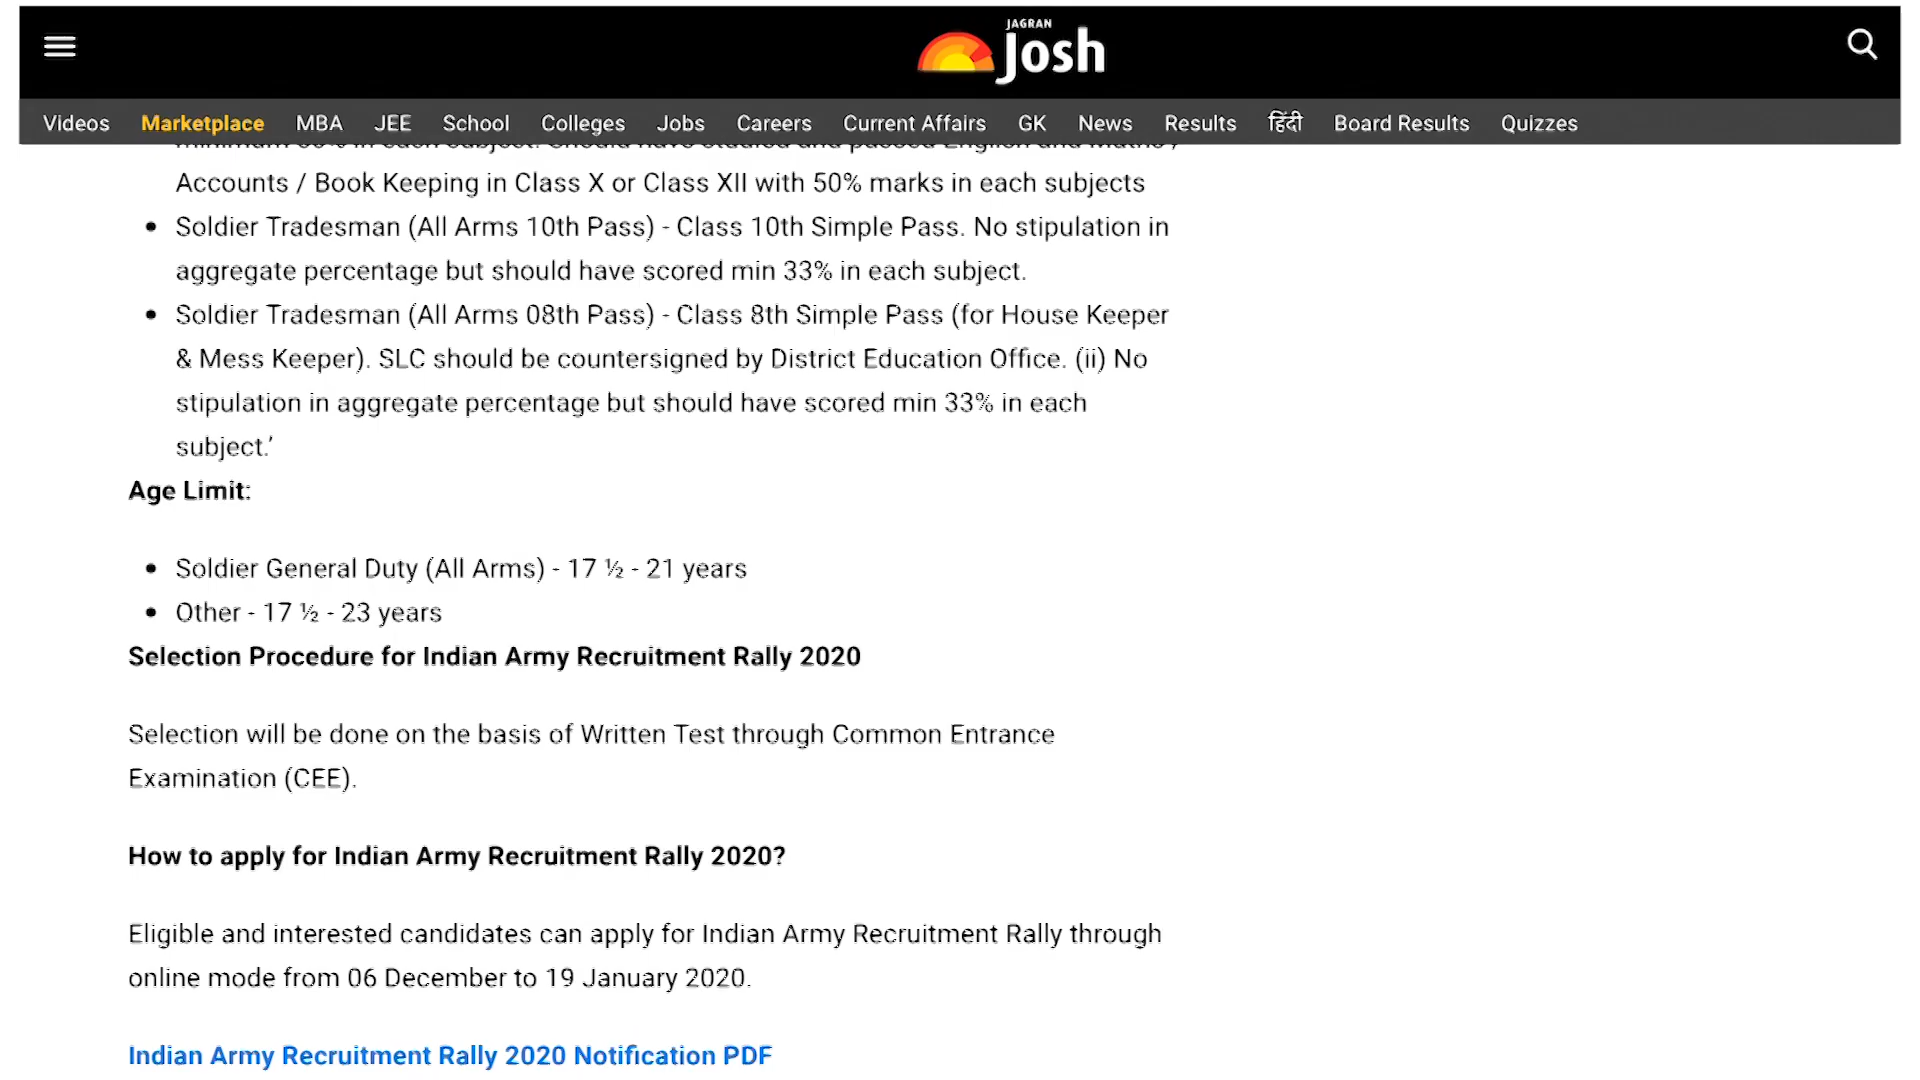 JAGRAN
Josh
Videos Marketplace MBA JEE School Colleges Jobs Careers Current Affairs GK News Results हिंदी Board Results Quizzes
Accounts / Book Keeping in Class X or Class XII with 50% marks in each subjects
• Soldier Tradesman (All Arms 10th Pass) - Class 10th Simple Pass. No stipulation in
aggregate percentage but should have scored min 33% in each subject.
• Soldier Tradesman (All Arms 08th Pass) - Class 8th Simple Pass (for House Keeper
& Mess Keeper). SLC should be countersigned by District Education Office. (ii) No
stipulation in aggregate percentage but should have scored min 33% in each
subject.’
Age Limit:
• Soldier General Duty (All Arms) - 17 ½ - 21 years
• Other - 17 ½ - 23 years
Selection Procedure for Indian Army Recruitment Rally 2020
Selection will be done on the basis of Written Test through Common Entrance
Examination (CEE).
How to apply for Indian Army Recruitment Rally 2020?
Eligible and interested candidates can apply for Indian Army Recruitment Rally through
online mode from 06 December to 19 January 2020.
Indian Army Recruitment Rally 2020 Notification PDF